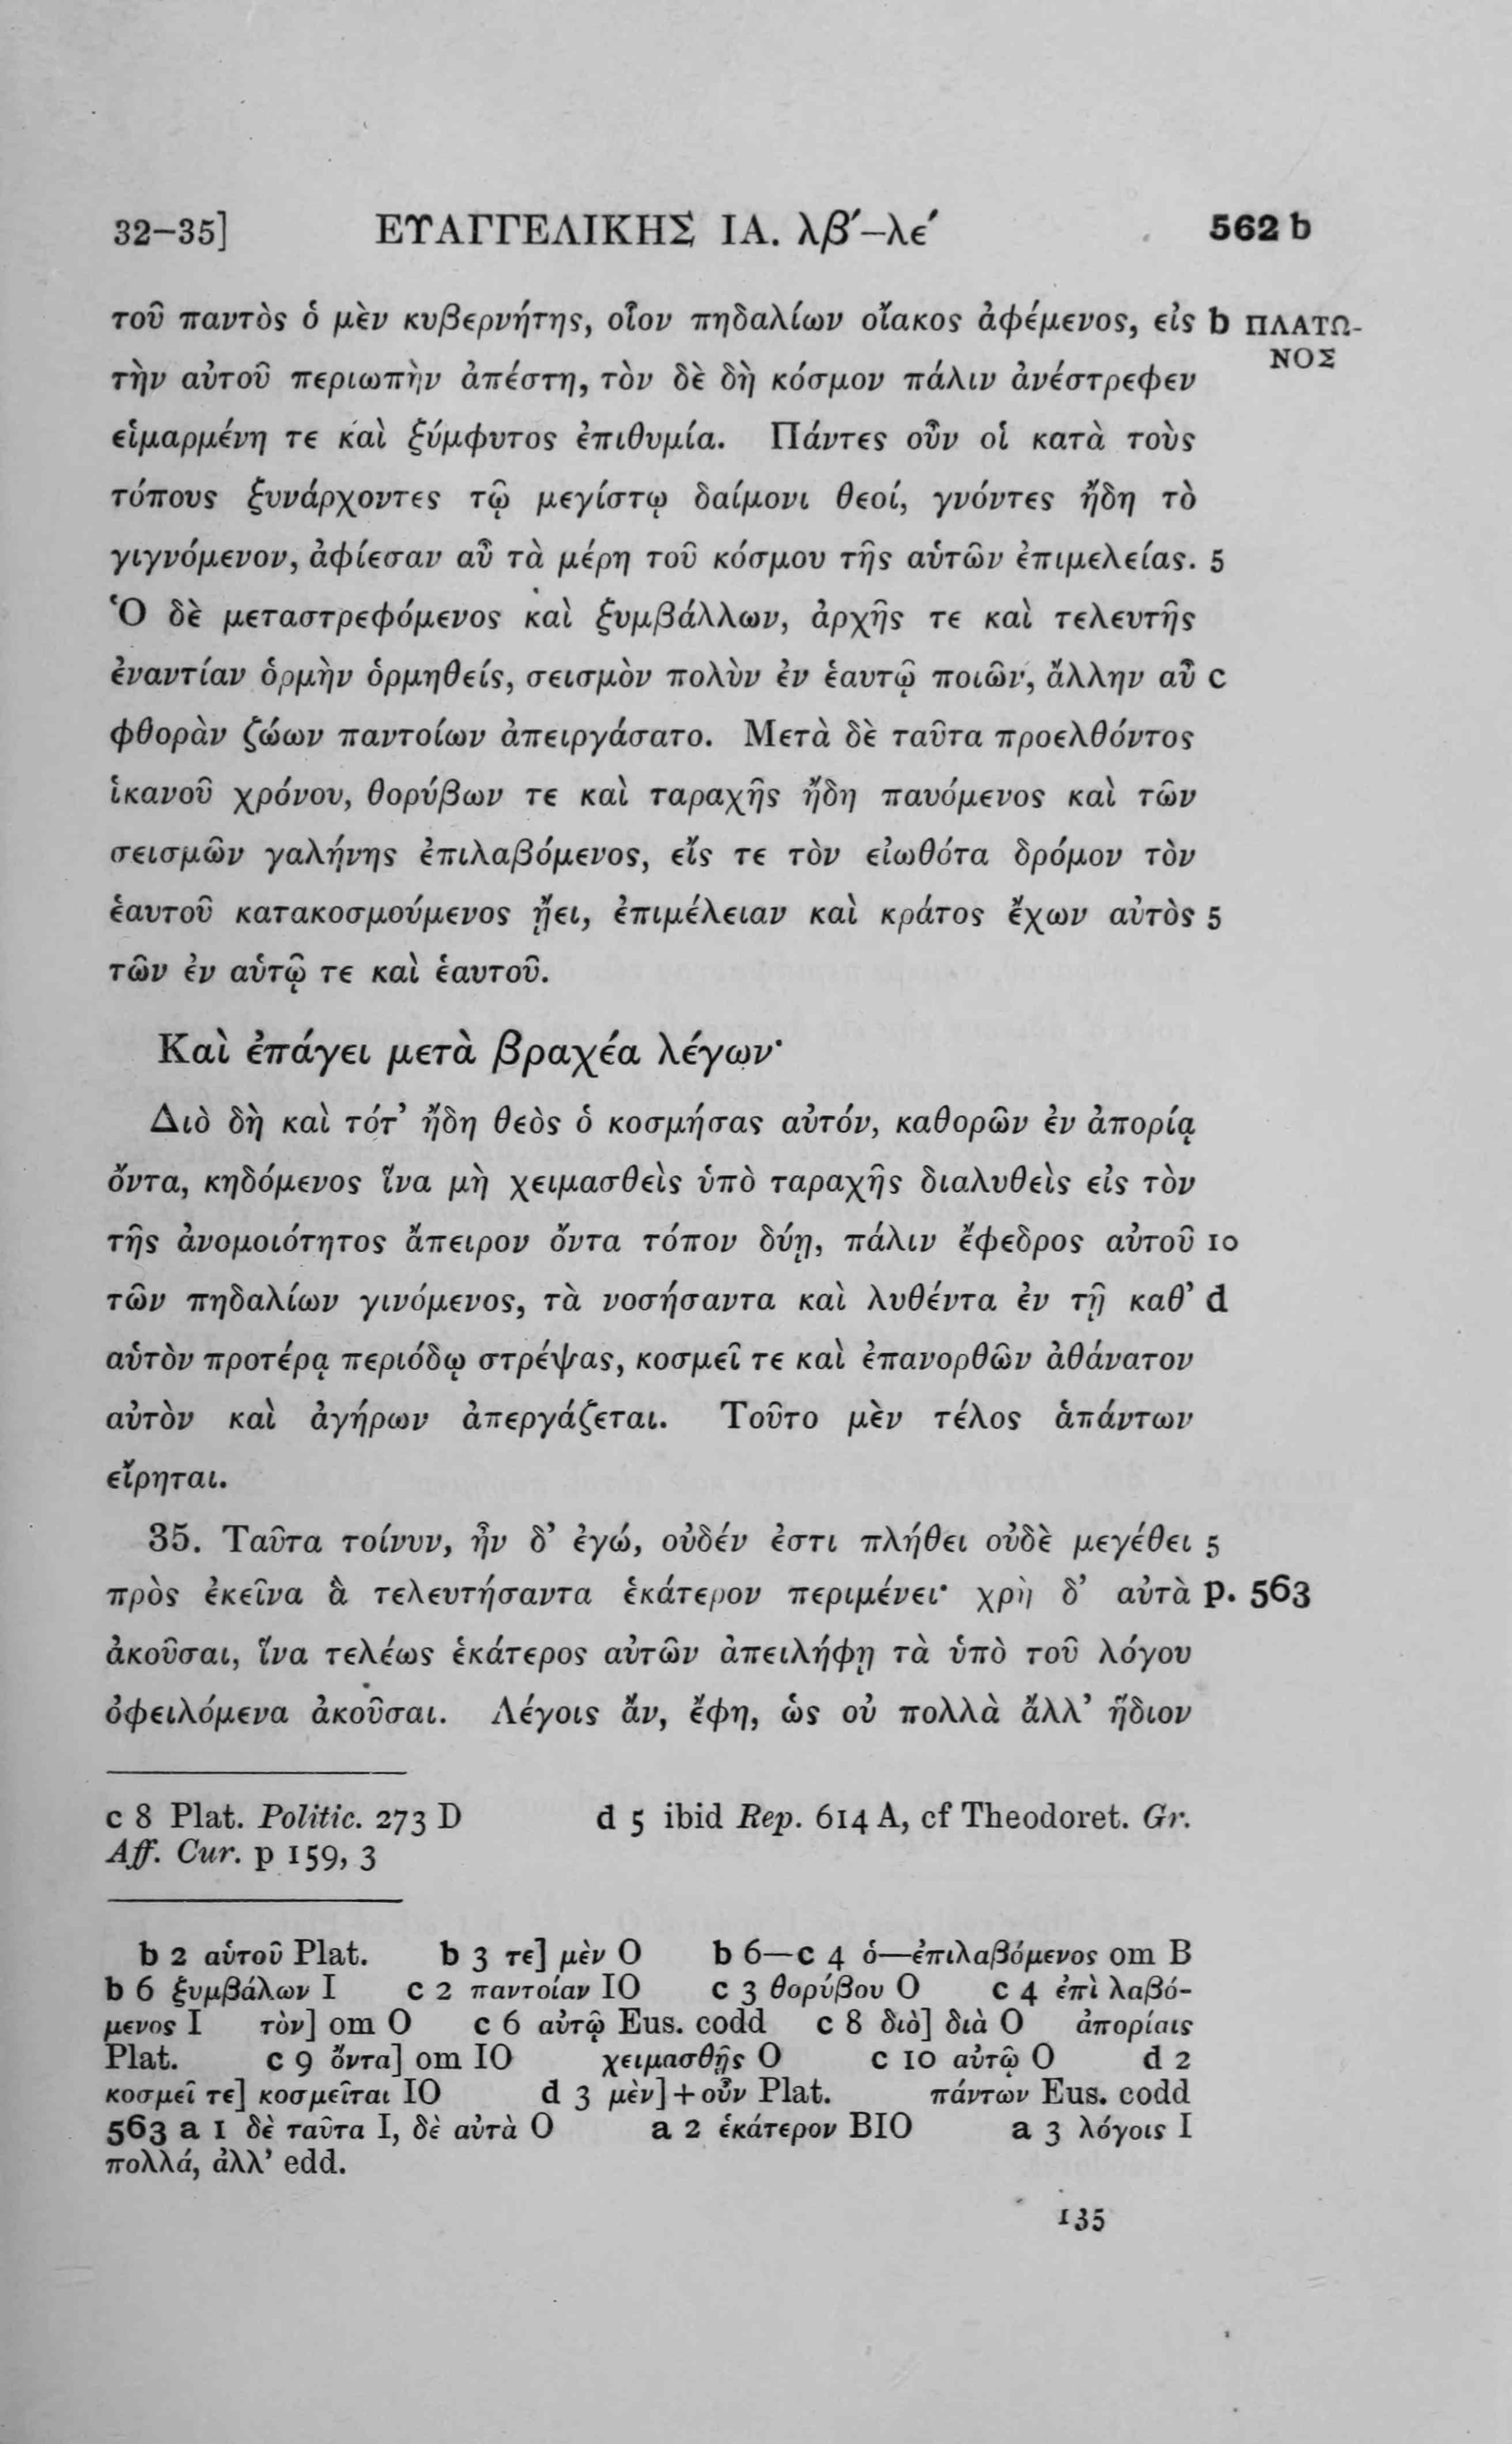 32–35] ΕΥΑΓΓΕΛΙΚΗΣ ΙΑ. λβ′–λε′ 562 b
τοῦ παντὸς ὁ μὲν κυβερνήτης, οἷον πηδαλίων οἴακος ἀφέμενος, εἰς b ΠΛΑΤΩ-
ΝΟΣ
τὴν αὐτοῦ περιωπὴν ἀπέστη, τὸν δὲ δὴ κόσμον πάλιν ἀνέστρεφεν
εἱμαρμένη τε καὶ ξύμφυτος ἐπιθυμία. Πάντες οὖν οἱ κατὰ τοὺς
τόπους ξυνάρχοντες τῷ μεγίστῳ δαίμονι θεοί, γνόντες ἤδη τὸ
γιγνόμενον, ἀφίεσαν αὖ τὰ μέρη τοῦ κόσμου τῆς αὑτῶν ἐπιμελείας. 5
Ὁ δὲ μεταστρεφόμενος καὶ ξυμβάλλων, ἀρχῆς τε καὶ τελευτῆς
ἐναντίαν ὁρμὴν ὁρμηθείς, σεισμὸν πολὺν ἐν ἑαυτῷ ποιῶν, ἄλλην αὖ c
φθορὰν ζώων παντοίων ἀπειργάσατο. Μετὰ δὲ ταῦτα προελθόντος
ἱκανοῦ χρόνου, θορύβων τε καὶ ταραχῆς ἤδη παυόμενος καὶ τῶν
σεισμῶν γαλήνης ἐπιλαβόμενος, εἴς τε τὸν εἰωθότα δρόμον τὸν
ἑαυτοῦ κατακοσμούμενος ᾔει, ἐπιμέλειαν καὶ κράτος ἔχων αὐτὸς 5
τῶν ἐν αὑτῷ τε καὶ ἑαυτοῦ.
Καὶ ἐπάγει μετὰ βραχέα λέγων·
Διὸ δὴ καὶ τότ’ ἤδη θεὸς ὁ κοσμήσας αὐτόν, καθορῶν ἐν ἀπορίᾳ
ὄντα, κηδόμενος ἵνα μὴ χειμασθεὶς ὑπὸ ταραχῆς διαλυθεὶς εἰς τὸν
τῆς ἀνομοιότητος ἄπειρον ὄντα τόπον δύῃ, πάλιν ἔφεδρος αὐτοῦ 10
τῶν πηδαλίων γινόμενος, τὰ νοσήσαντα καὶ λυθέντα ἐν τῇ καθ’ d
αὑτὸν προτέρᾳ περιόδῳ στρέψας, κοσμεῖ τε καὶ ἐπανορθῶν ἀθάνατον
αὐτὸν καὶ ἀγήρων ἀπεργάζεται. Τοῦτο μὲν τέλος ἁπάντων
εἴρηται.
35. Ταῦτα τοίνυν, ἦν δ’ ἐγώ, οὐδέν ἐστι πλήθει οὐδὲ μεγέθει 5
πρὸς ἐκεῖνα ἃ τελευτήσαντα ἑκάτερον περιμένει· χρὴ δ’ αὐτὰ p. 563
ἀκοῦσαι, ἵνα τελέως ἑκάτερος αὐτῶν ἀπειλήφῃ τὰ ὑπὸ τοῦ λόγου
ὀφειλόμενα ἀκοῦσαι. Λέγοις ἄν, ἔφη, ὡς οὐ πολλὰ ἄλλ’ ἥδιον
c 8 Plat. Politic. 273 D d 5 ibid Rep. 614 A, cf Theodoret. Gr.
Aff. Cur. p 159, 3
b 2 αὑτοῦ Plat. b 3 τε] μὲν O b 6—c 4 ὁ—ἐπιλαβόμενος om B
b 6 ξυμβάλων I c 2 παντοίαν IO c 3 θορύβου O c 4 ἐπὶ λαβό-
μενος I τὸν] om O c 6 αὐτῷ Eus. codd c 8 διὸ] διὰ O ἀπορίαις
Plat. c 9 ὄντα] om IO χειμασθῇς O c 10 αὐτῷ O d 2
κοσμεῖ τε] κοσμεῖται IO d 3 μὲν] + οὖν Plat. πάντων Eus. codd
563 a 1 δὲ ταῦτα I, δὲ αὐτὰ O a 2 ἑκάτερον BIO a 3 λόγοις I
πολλά, ἀλλ’ edd.
135